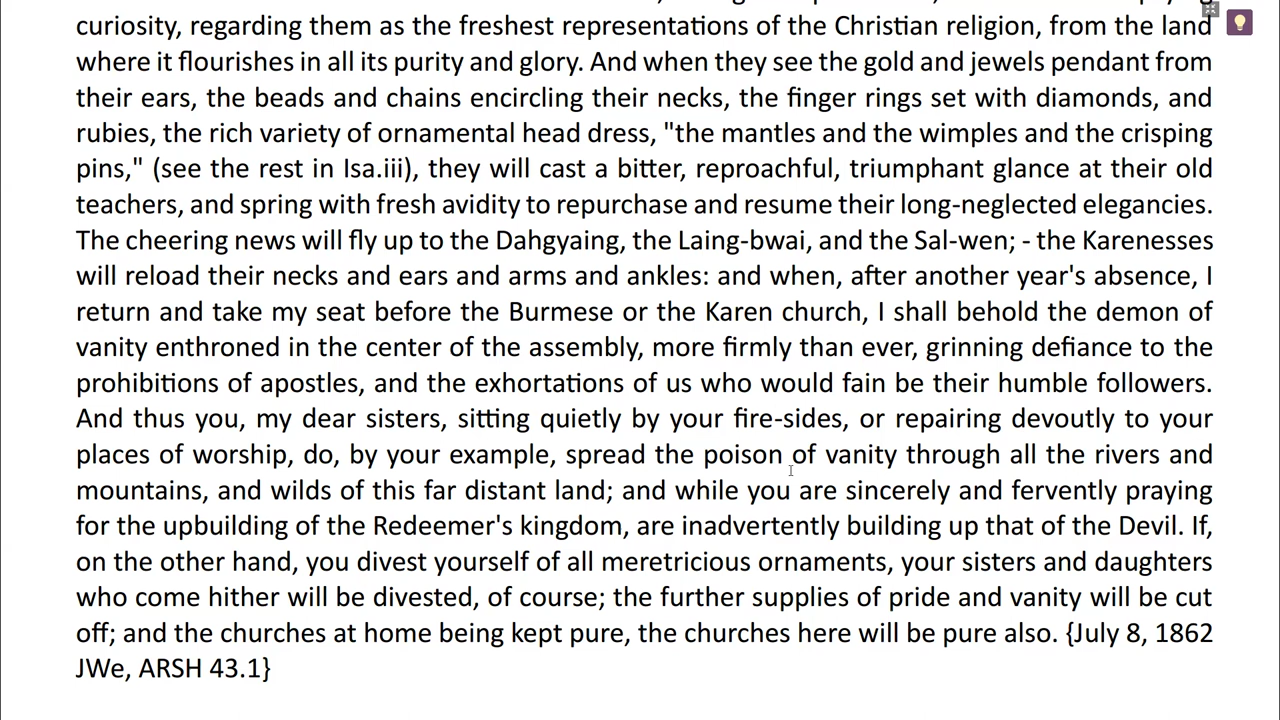 curiosity, regarding them as the freshest representations of the Christian religion, from the land
where it flourishes in all its purity and glory. And when they see the gold and jewels pendant from
their ears, the beads and chains encircling their necks, the finger rings set with diamonds, and
rubies, the rich variety of ornamental head dress, "the mantles and the wimples and the crisping
pins," (see the rest in Isa.iii), they will cast a bitter, reproachful, triumphant glance at their old
teachers, and spring with fresh avidity to repurchase and resume their long-neglected elegancies.
The cheering news will fly up to the Dahgyaing, the Laing-bwai, and the Sal-wen; - the Karenesses
will reload their necks and ears and arms and ankles: and when, after another year's absence, I
return and take my seat before the Burmese or the Karen church, I shall behold the demon of
vanity enthroned in the center of the assembly, more firmly than ever, grinning defiance to the
prohibitions of apostles, and the exhortations of us who would fain be their humble followers.
And thus you, my dear sisters, sitting quietly by your fire-sides, or repairing devoutly to your
places of worship, do, by your example, spread the poison of vanity through all the rivers and
mountains, and wilds of this far distant land; and while you are sincerely and fervently praying
for the upbuilding of the Redeemer's kingdom, are inadvertently building up that of the Devil. If,
on the other hand, you divest yourself of all meretricious ornaments, your sisters and daughters
who come hither will be divested, of course; the further supplies of pride and vanity will be cut
off; and the churches at home being kept pure, the churches here will be pure also. {July 8, 1862
JWe, ARSH 43.1}